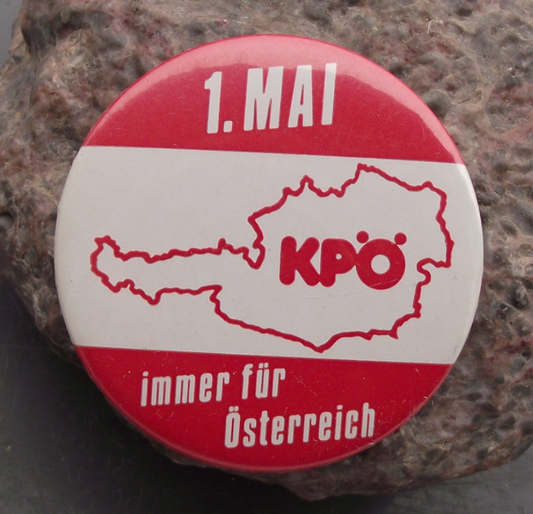 1. MAI
KPÖ
immer für
Österreich